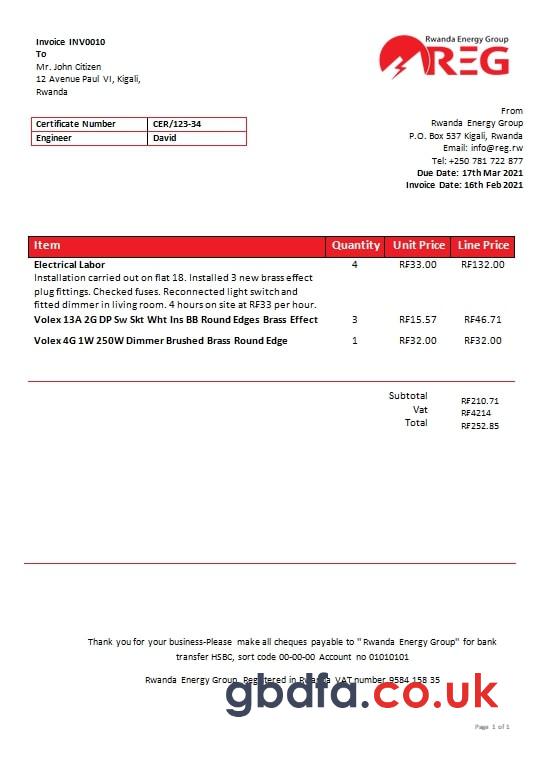 Invoice INV0010
To
Mr. John Citizen
12 Avenue Paul VI, Kigali,
Rwanda
Rwanda Energy Group
REG
Certificate Number CER/123-34
Engineer David
From
Rwanda Energy Group
P.O. Box 537 Kigali, Rwanda
Email: info@reg.rw
Tel: +250 781 722 877
Due Date: 17th Mar 2021
Invoice Date: 16th Feb 2021
Item Quantity Unit Price Line Price
Electrical Labor 4 RF33.00 RF132.00
Installation carried out on flat 18. Installed 3 new brass effect
plug fittings. Checked fuses. Reconnected light switch and
fitted dimmer in living room. 4 hours on site at RF33 per hour.
Volex 13A 2G DP Sw Skt Wht Ins BB Round Edges Brass Effect 3 RF15.57 RF46.71
Volex 4G 1W 250W Dimmer Brushed Brass Round Edge 1 RF32.00 RF32.00
Subtotal RF210.71
Vat RF4214
Total RF252.85
Thank you for your business-Please make all cheques payable to "Rwanda Energy Group" for bank
transfer HSBC, sort code 00-00-00 Account no 01010101
Rwanda Energy Group, Registered in Rwanda VAT number 9584 158 35
gbdfa.co.uk
Page 1 of 1